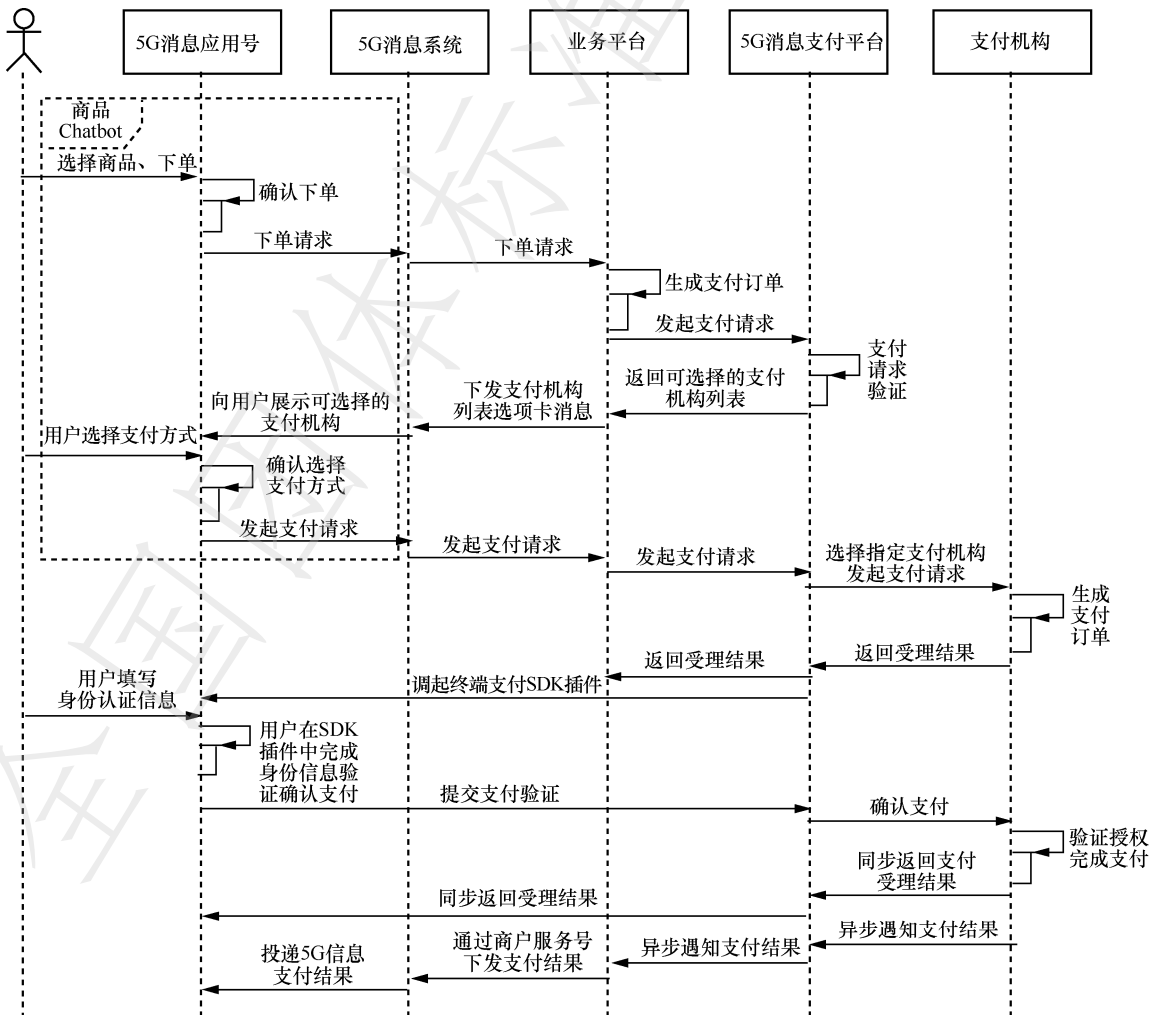 5G消息应用号
5G消息系统
业务平台
5G消息支付平台
支付机构
商品
Chatbot
选择商品、下单
确认下单
下单请求
下单请求
生成支付订单
发起支付请求
支付
请求
验证
返回可选择的支付
机构列表
下发支付机构
列表选项卡消息
向用户展示可选择的
支付机构
用户选择支付方式
确认选择
支付方式
发起支付请求
发起支付请求
发起支付请求
选择指定支付机构
发起支付请求
生成
支付
订单
返回受理结果
返回受理结果
调起终端支付SDK插件
用户填写
身份认证信息
用户在SDK
插件中完成
身份信息验
证确认支付
提交支付验证
确认支付
验证授权
完成支付
同步返回支付
受理结果
同步返回受理结果
异步遇知支付结果
异步遇知支付结果
通过商户服务号
下发支付结果
投递5G信息
支付结果
全国团体标准